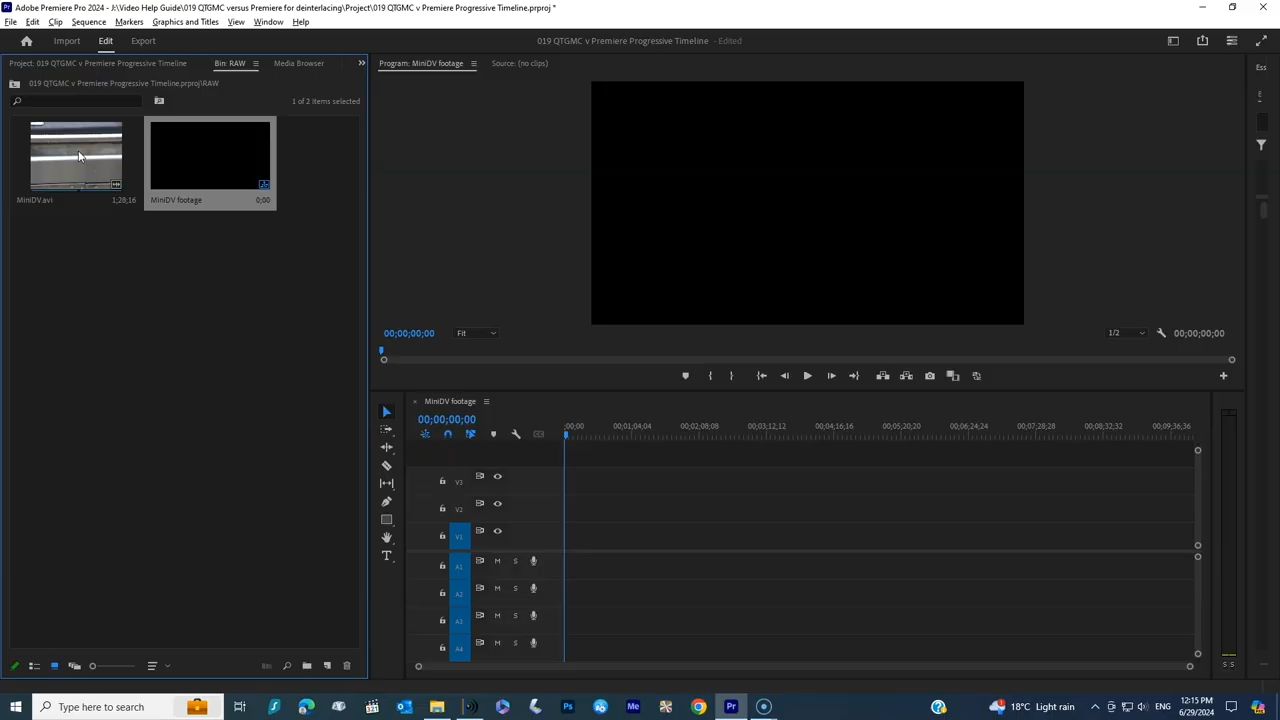 Adobe Premiere Pro 2024 - J:\Video Help Guide\019 QTGMC versus Premiere for deinterlacing\Project\019 QTGMC v Premiere Progressive Timeline.prproj *
File Edit Clip Sequence Markers Graphics and Titles View Window Help
Import Edit Export
019 QTGMC v Premiere Progressive Timeline - Edited
Project: 019 QTGMC v Premiere Progressive Timeline
Bin: RAW
Media Browser
Program: MiniDV footage
Source: (no clips)
Ess
019 QTGMC v Premiere Progressive Timeline.prproj\RAW
1 of 2 items selected
MiniDV.avi 1;28;16
MiniDV footage 0;00
00;00;00;00
Fit
1/2
00;00;00;00
MiniDV footage
00;00;00;00
;00;00 00;01;04;04 00;02;08;08 00;03;12;12 00;04;16;16 00;05;20;20 00;06;24;24 00;07;28;28 00;08;32;32 00;09;36;36
V3
V2
V1
A1 M S
A2 M S
A3 M S
A4 M S
S S
Type here to search
Ps
Me
Pr
18°C Light rain
12:15 PM
6/29/2024